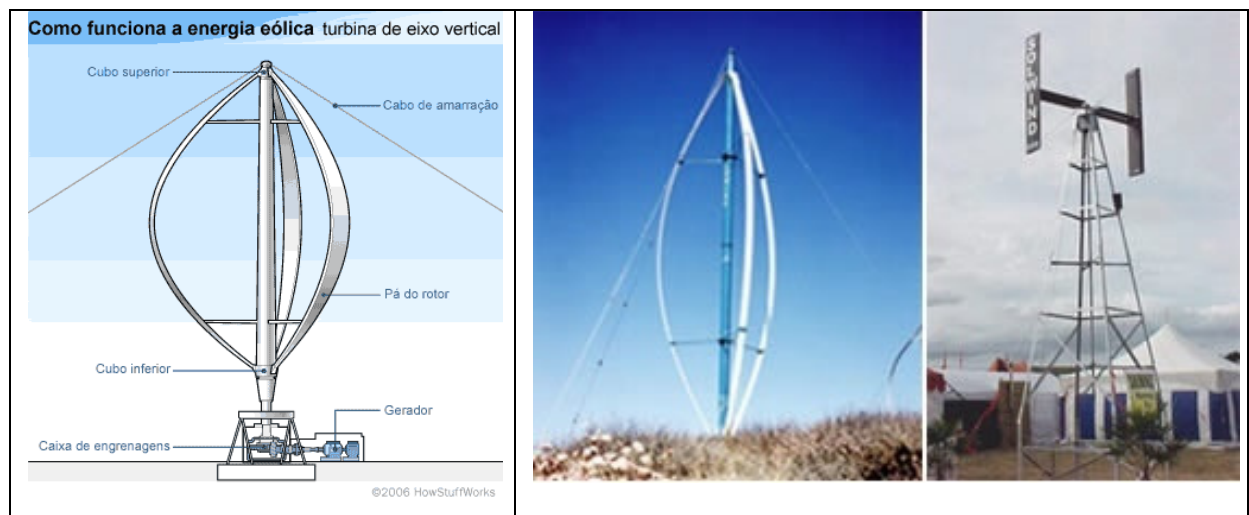 Como funciona a energia eólica turbina de eixo vertical
Cubo superior
Cabo de amarração
Pá do rotor
Cubo inferior
Gerador
Caixa de engrenagens
©2006 HowStuffWorks
SOLWIND